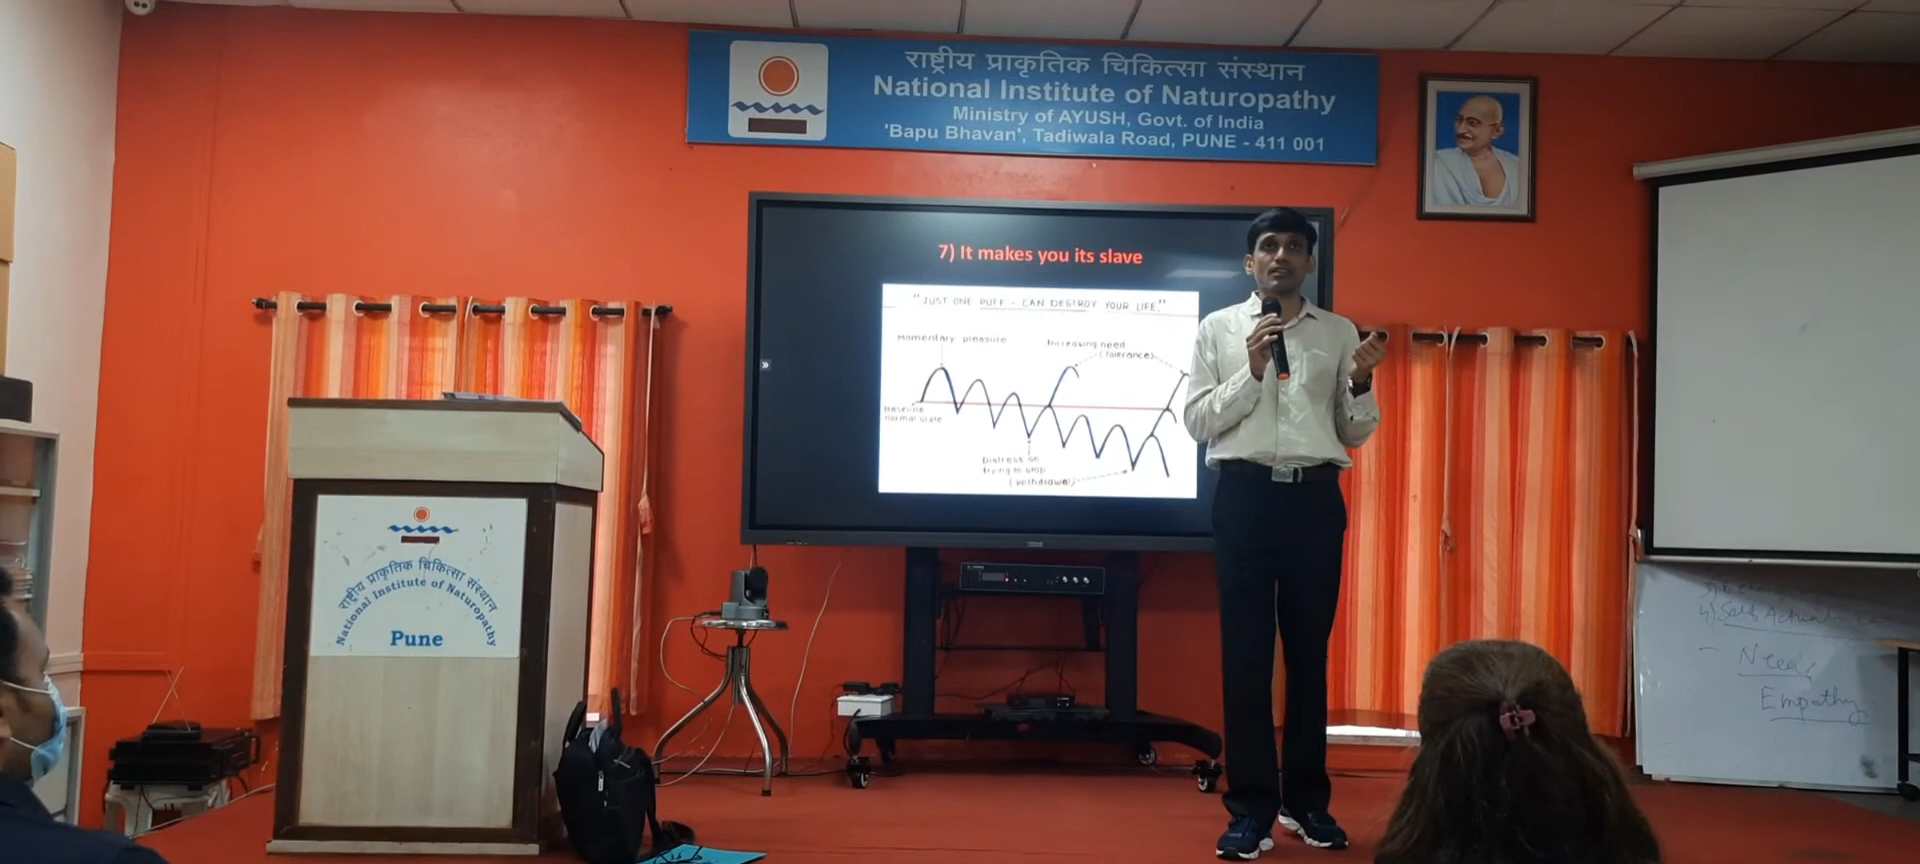 राष्ट्रीय प्राकृतिक चिकित्सा संस्थान
National Institute of Naturopathy
Ministry of AYUSH, Govt. of India
'Bapu Bhavan', Tadiwala Road, PUNE - 411 001
7) It makes you its slave
"JUST ONE PUFF - CAN DESTROY YOUR LIFE."
Momentary pleasure
Increasing need
(Tolerance)
Baseline
normal state
Distress on
trying to stop
(Withdrawal)
राष्ट्रीय प्राकृतिक चिकित्सा संस्थान
National Institute of Naturopathy
Pune
4)
Empathy